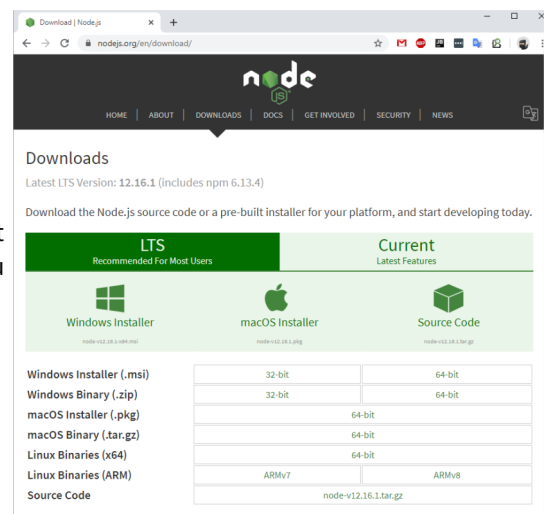 Download | Node.js
nodejs.org/en/download/
node
JS
HOME | ABOUT | DOWNLOADS | DOCS | GET INVOLVED | SECURITY | NEWS
Downloads
Latest LTS Version: 12.16.1 (includes npm 6.13.4)
Download the Node.js source code or a pre-built installer for your platform, and start developing today.
t
u
LTS
Recommended For Most Users
Current
Latest Features
Windows Installer
node-v12.16.1-x64.msi
macOS Installer
node-v12.16.1.pkg
Source Code
node-v12.16.1.tar.gz
Windows Installer (.msi) 32-bit 64-bit
Windows Binary (.zip) 32-bit 64-bit
macOS Installer (.pkg) 64-bit
macOS Binary (.tar.gz) 64-bit
Linux Binaries (x64) 64-bit
Linux Binaries (ARM) ARMv7 ARMv8
Source Code node-v12.16.1.tar.gz